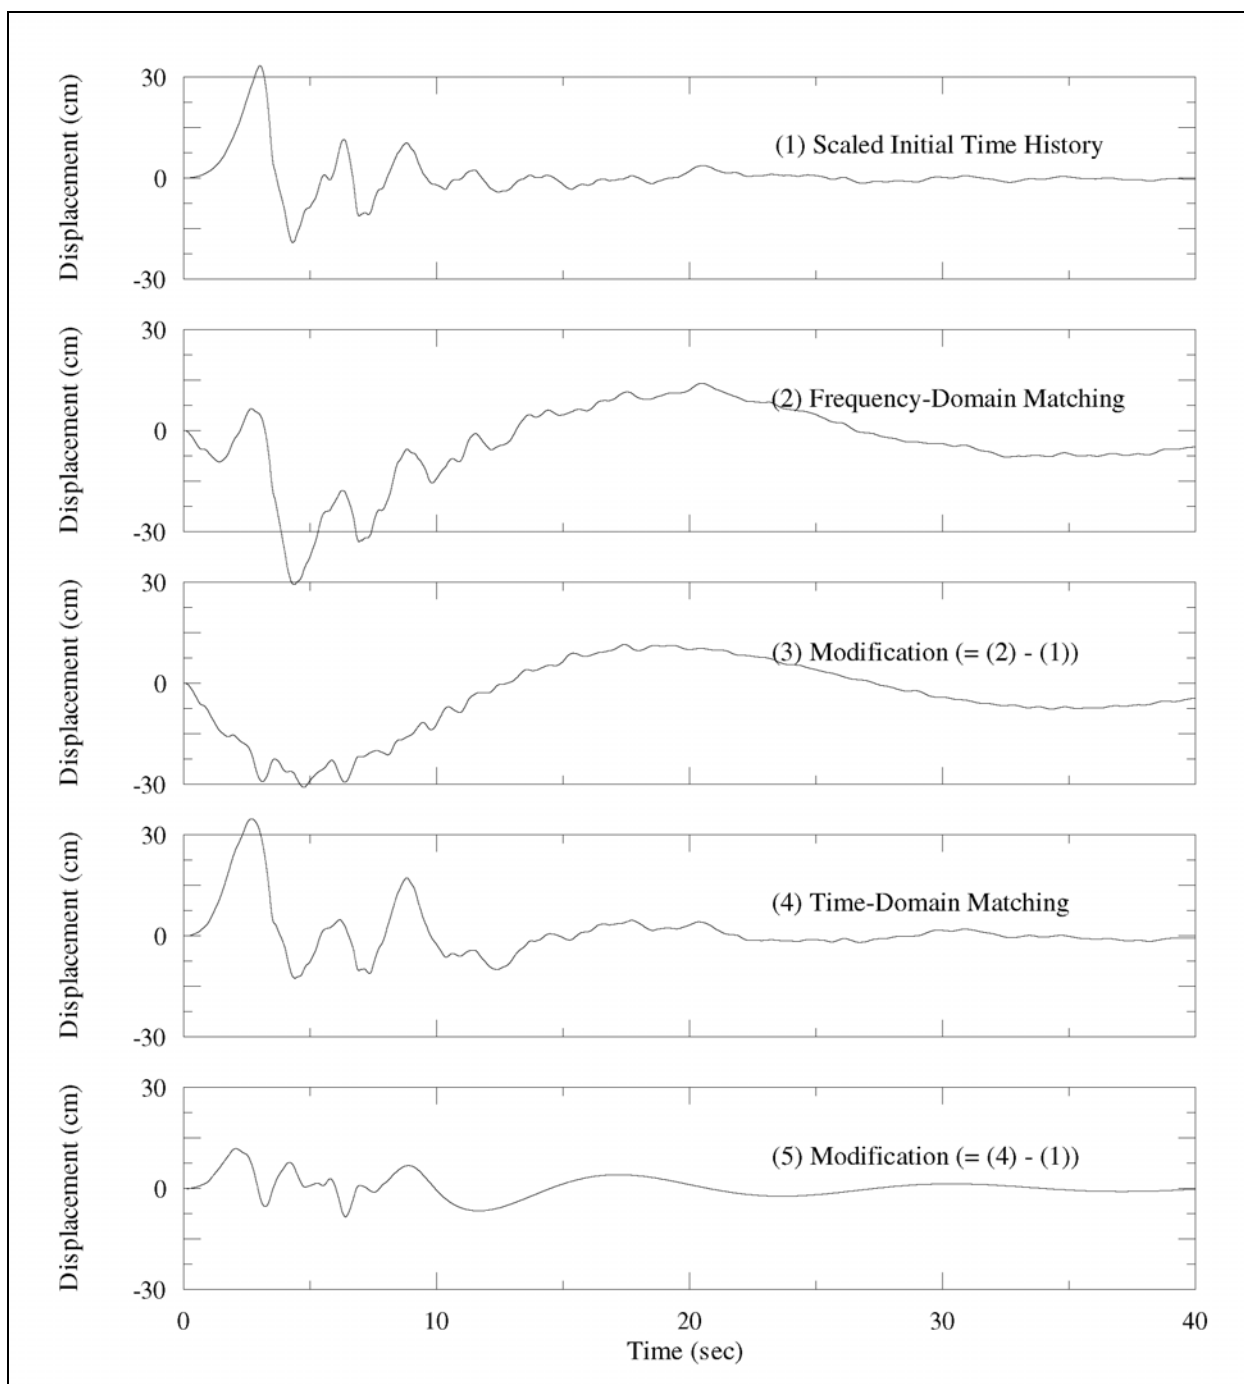 Displacement (cm)
30
0
-30
(1) Scaled Initial Time History
Displacement (cm)
30
0
-30
(2) Frequency-Domain Matching
Displacement (cm)
30
0
-30
(3) Modification (= (2) - (1))
Displacement (cm)
30
0
-30
(4) Time-Domain Matching
Displacement (cm)
30
0
-30
(5) Modification (= (4) - (1))
0 10 20 30 40
Time (sec)